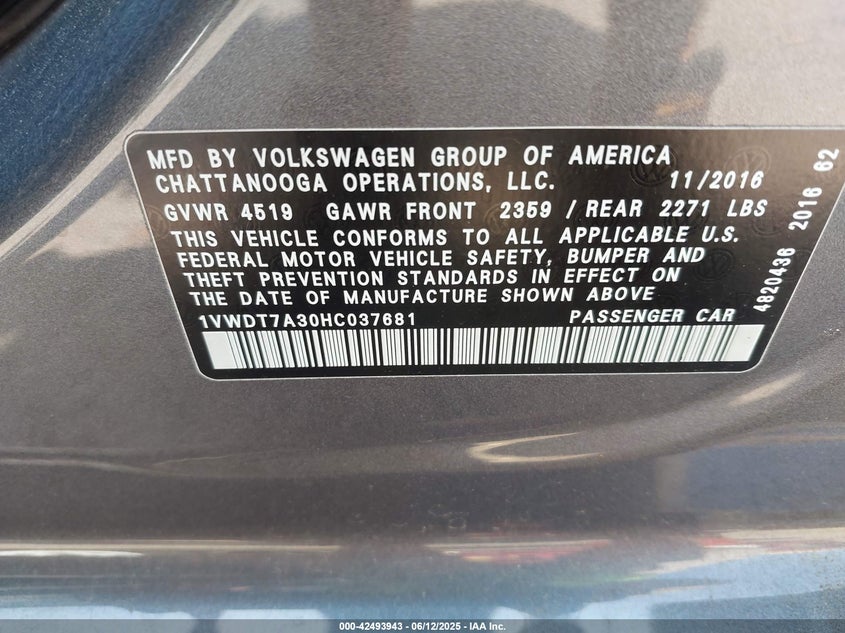 MFD BY VOLKSWAGEN GROUP OF AMERICA
CHATTANOOGA OPERATIONS, LLC. 11/2016
GVWR 4519 GAWR FRONT 2359 / REAR 2271 LBS
THIS VEHICLE CONFORMS TO ALL APPLICABLE U.S.
FEDERAL MOTOR VEHICLE SAFETY, BUMPER AND
THEFT PREVENTION STANDARDS IN EFFECT ON
THE DATE OF MANUFACTURE SHOWN ABOVE
1VWDT7A30HC037681 PASSENGER CAR
4820436 2016 62
000-42493943 - 06/12/2025 - IAA Inc.